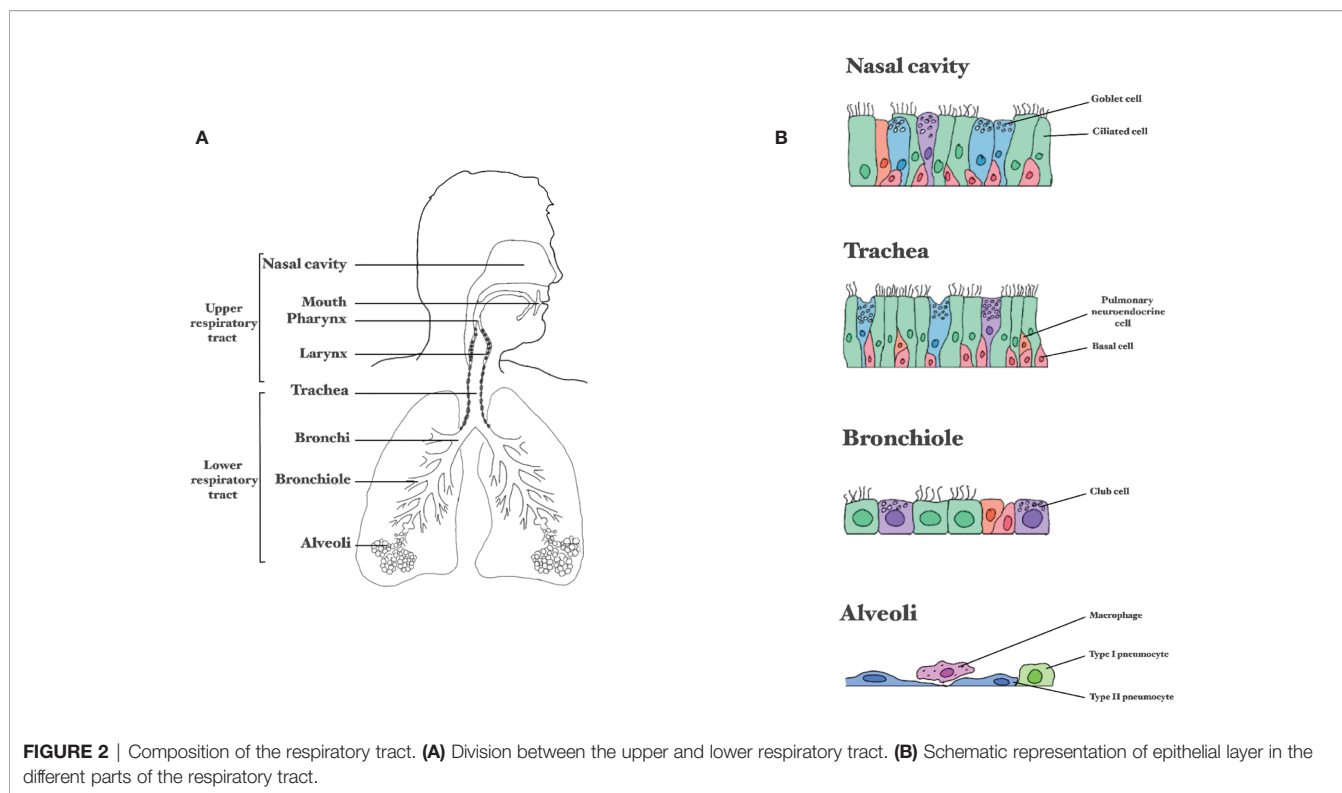 A
Nasal cavity
Mouth
Pharynx
Larynx
Trachea
Bronchi
Bronchiole
Alveoli
Upper
respiratory
tract
Lower
respiratory
tract
B
Nasal cavity
Goblet cell
Ciliated cell
Trachea
Pulmonary
neuroendocrine
cell
Basal cell
Bronchiole
Club cell
Alveoli
Macrophage
Type I pneumocyte
Type II pneumocyte
FIGURE 2 | Composition of the respiratory tract. (A) Division between the upper and lower respiratory tract. (B) Schematic representation of epithelial layer in the
different parts of the respiratory tract.